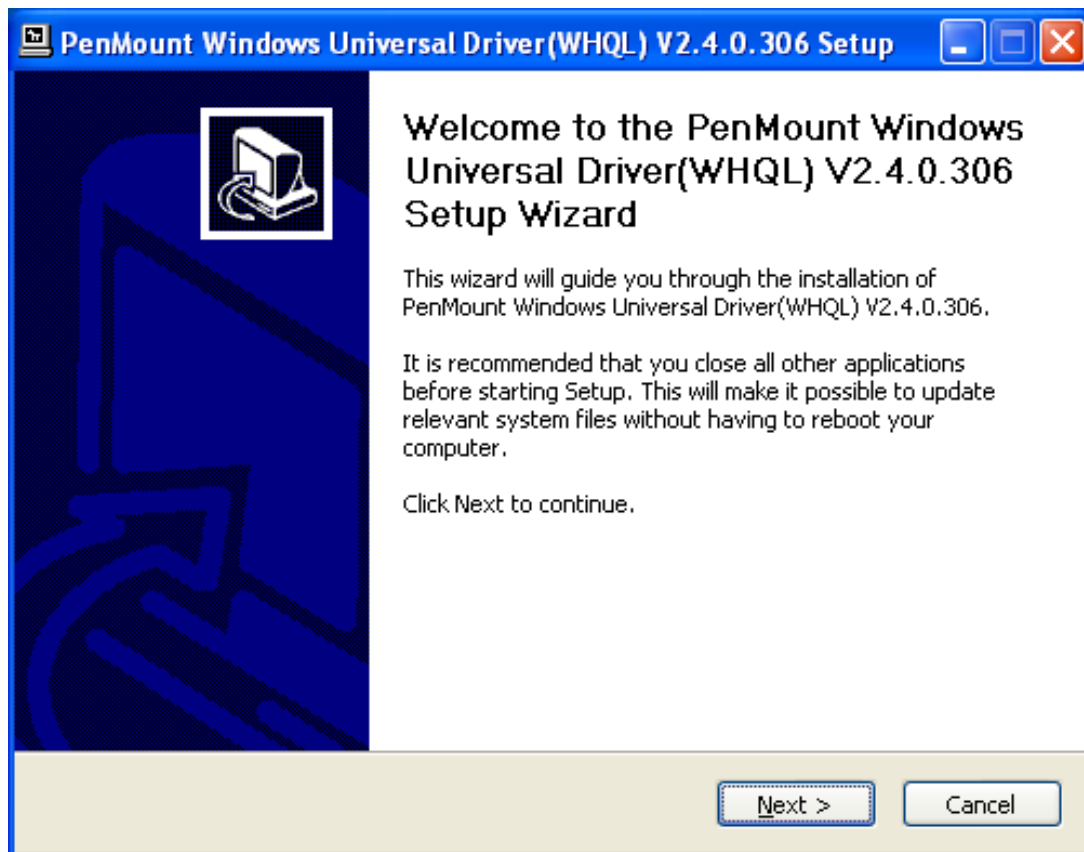 PenMount Windows Universal Driver(WHQL) V2.4.0.306 Setup
Welcome to the PenMount Windows
Universal Driver(WHQL) V2.4.0.306
Setup Wizard
This wizard will guide you through the installation of
PenMount Windows Universal Driver(WHQL) V2.4.0.306.
It is recommended that you close all other applications
before starting Setup. This will make it possible to update
relevant system files without having to reboot your
computer.
Click Next to continue.
Next >
Cancel